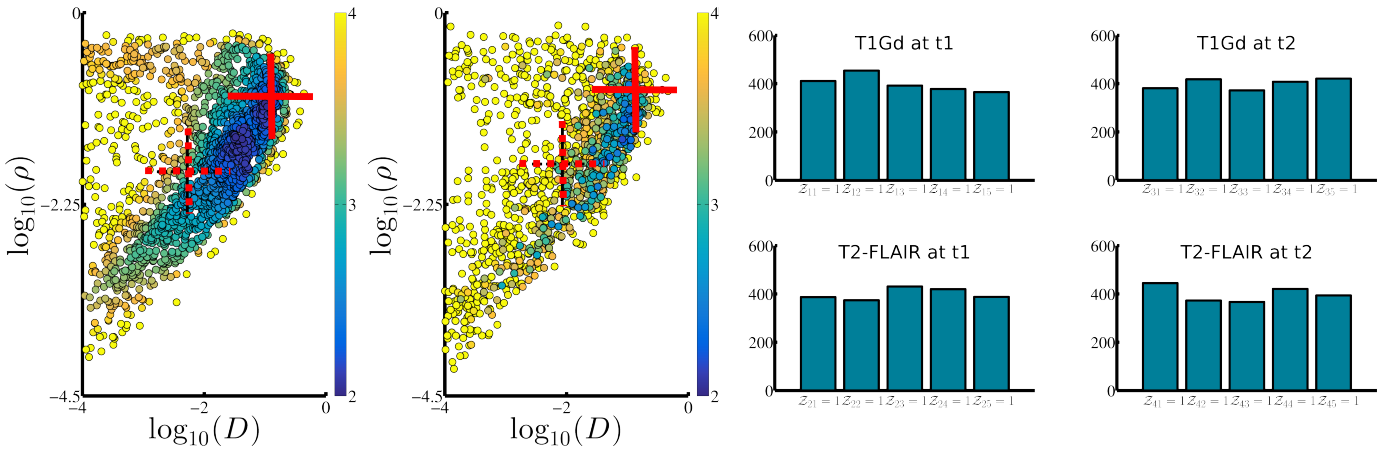 0
−2.25
−4.5
−4
−2
0
log₁₀(ρ)
log₁₀(D)
4
3
2
0
−2.25
−4.5
−4
−2
0
log₁₀(ρ)
log₁₀(D)
4
3
2
T1Gd at t1
600
400
200
0
𝓏₁₁ = 1 𝓏₁₂ = 1 𝓏₁₃ = 1 𝓏₁₄ = 1 𝓏₁₅ = 1
T1Gd at t2
600
400
200
0
𝓏₃₁ = 1 𝓏₃₂ = 1 𝓏₃₃ = 1 𝓏₃₄ = 1 𝓏₃₅ = 1
T2-FLAIR at t1
600
400
200
0
𝓏₂₁ = 1 𝓏₂₂ = 1 𝓏₂₃ = 1 𝓏₂₄ = 1 𝓏₂₅ = 1
T2-FLAIR at t2
600
400
200
0
𝓏₄₁ = 1 𝓏₄₂ = 1 𝓏₄₃ = 1 𝓏₄₄ = 1 𝓏₄₅ = 1